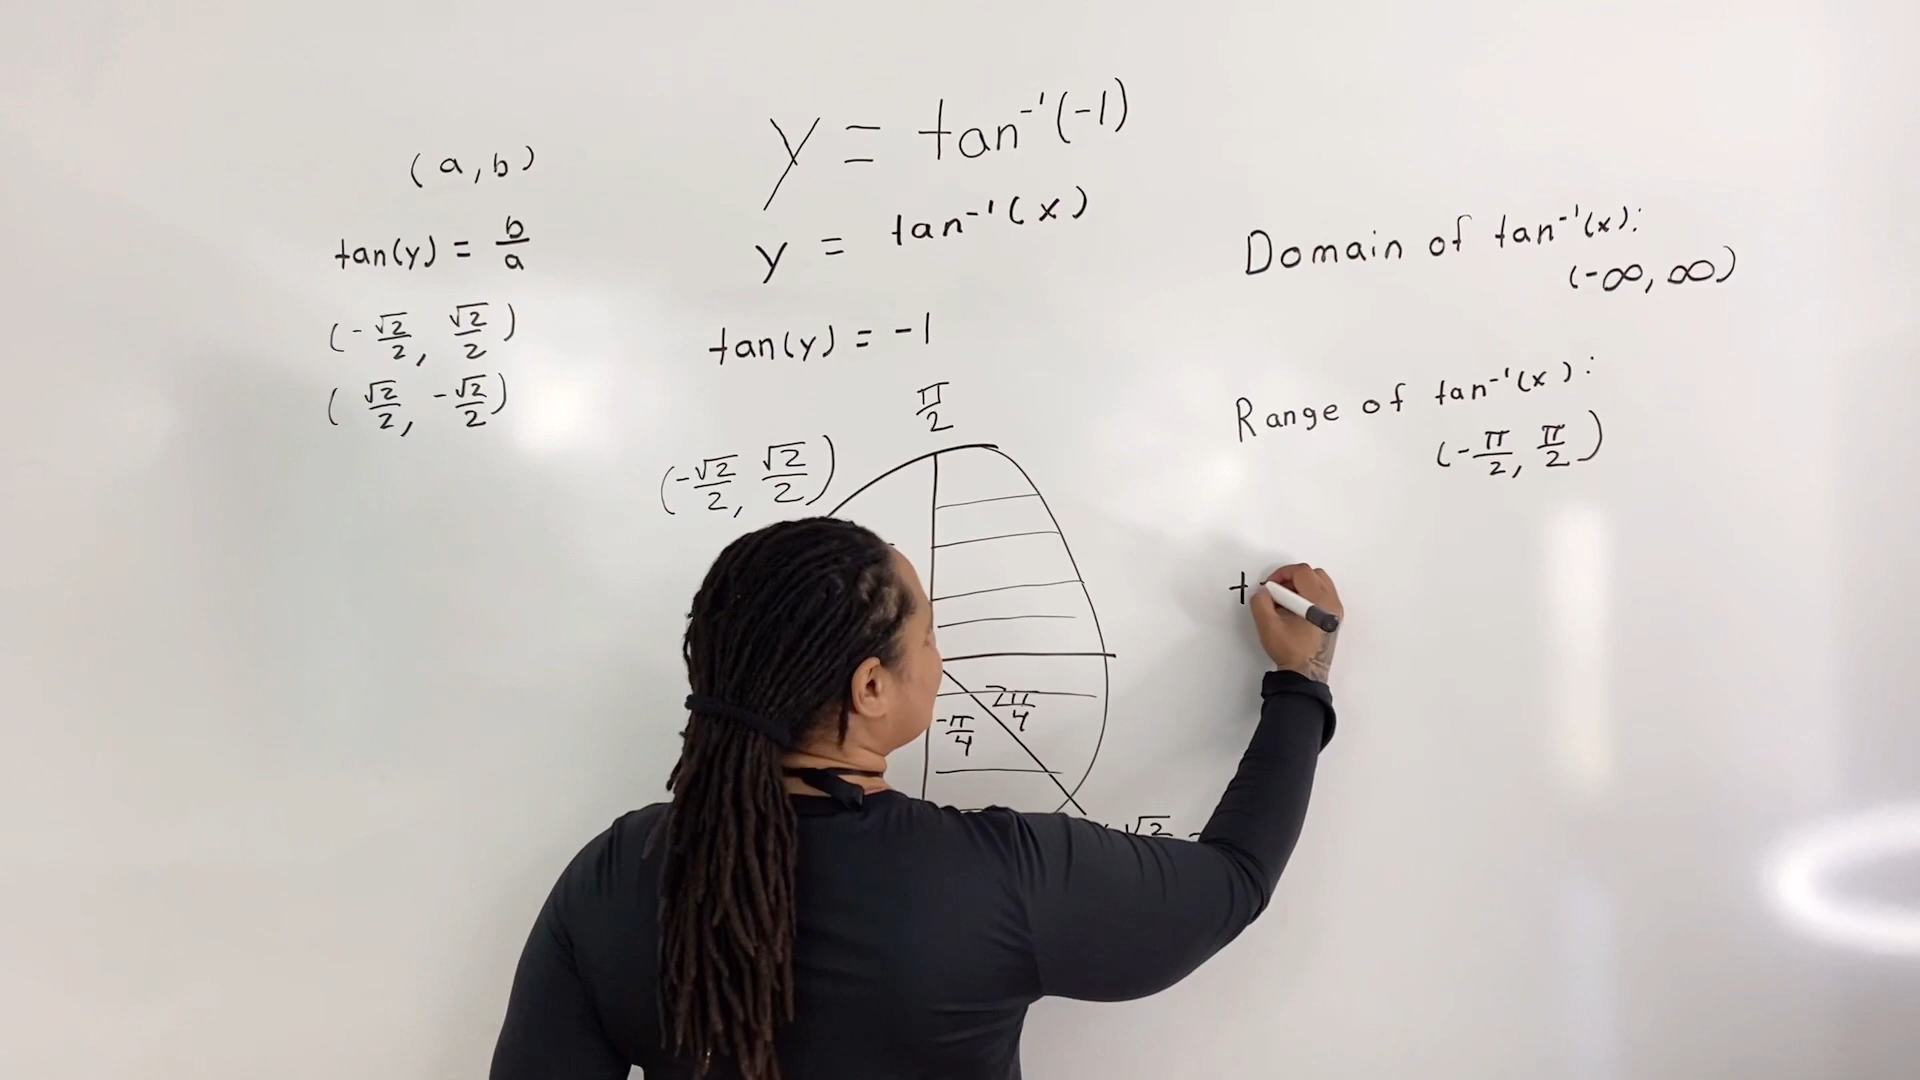 (a, b)
tan(y) = b/a
(-√2/2, √2/2)
(√2/2, -√2/2)
y = tan⁻¹(-1)
y = tan⁻¹(x)
tan(y) = -1
π/2
(-√2/2, √2/2)
-π/4
7π/4
√2
Domain of tan⁻¹(x):
(-∞, ∞)
Range of tan⁻¹(x):
(-π/2, π/2)
t